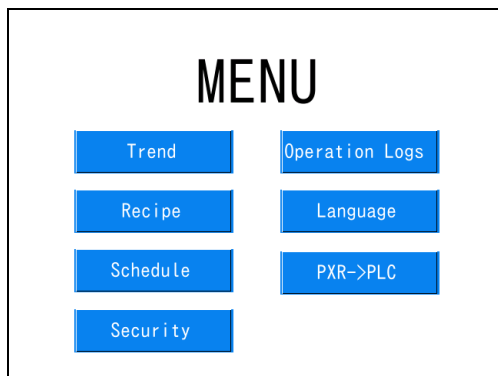 MENU
Trend
Operation Logs
Recipe
Language
Schedule
PXR->PLC
Security